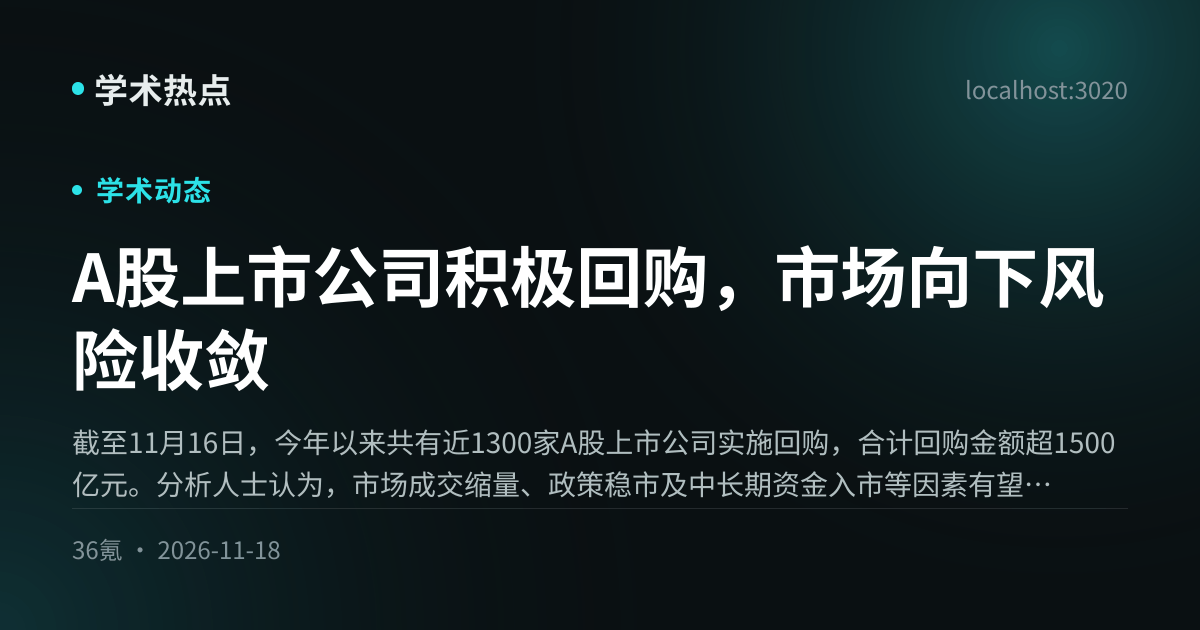 学术热点
localhost:3020
学术动态
A股上市公司积极回购，市场向下风
险收敛
截至11月16日，今年以来共有近1300家A股上市公司实施回购，合计回购金额超1500
亿元。分析人士认为，市场成交缩量、政策稳市及中长期资金入市等因素有望…
36氪 · 2026-11-18